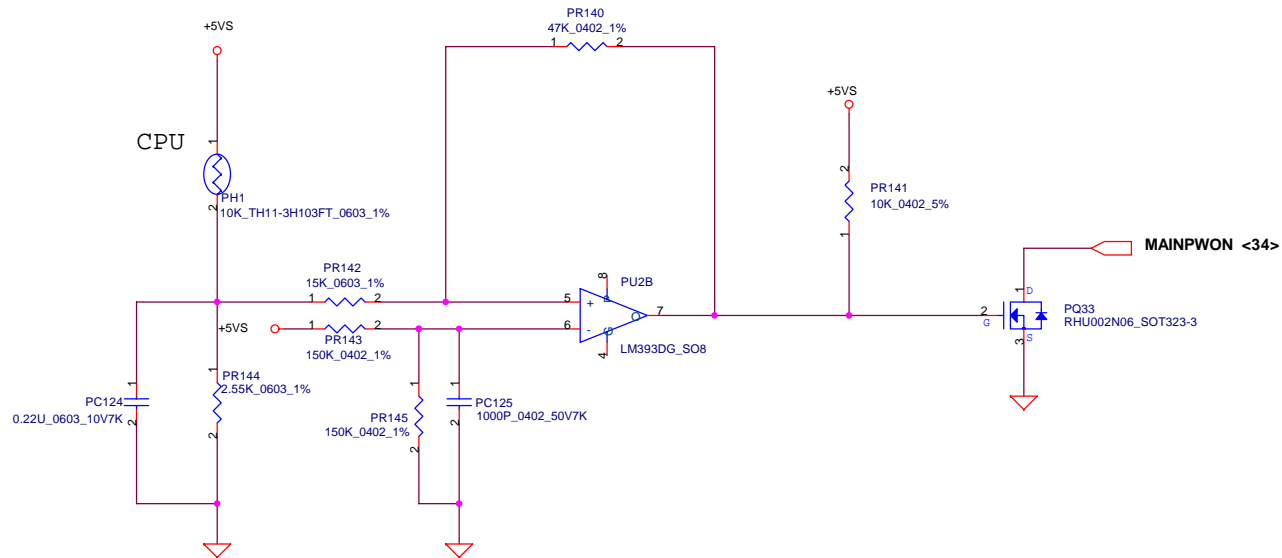 +5VS
PR140
47K_0402_1%
1
2
+5VS
CPU
1
PH1
2
10K_TH11-3H103FT_0603_1%
2
PR141
10K_0402_5%
1
MAINPWON <34>
PR142
15K_0603_1%
1
2
8
PU2B
P
5
+
O
7
6
-
G
4
LM393DG_SO8
+5VS
1
2
PR143
150K_0402_1%
1
D
2
G
PQ33
RHU002N06_SOT323-3
S
3
1
PR144
2.55K_0603_1%
2
1
PC124
0.22U_0603_10V7K
2
1
PR145
150K_0402_1%
2
1
PC125
1000P_0402_50V7K
2